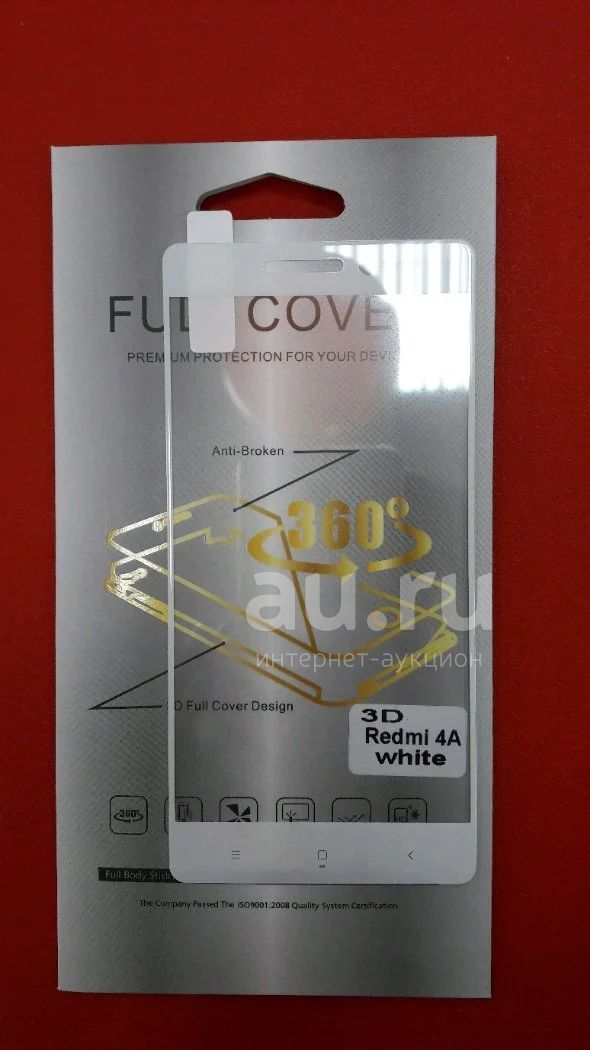 FULL COVE
PREMIUM PROTECTION FOR YOUR DEVI
Anti-Broken
360°
au.ru
интернет-аукцион
3D Full Cover Design
3D
Redmi 4A
white
360°
Full Body Stick
The Company Passed The ISO9001:2008 Quality System Certification